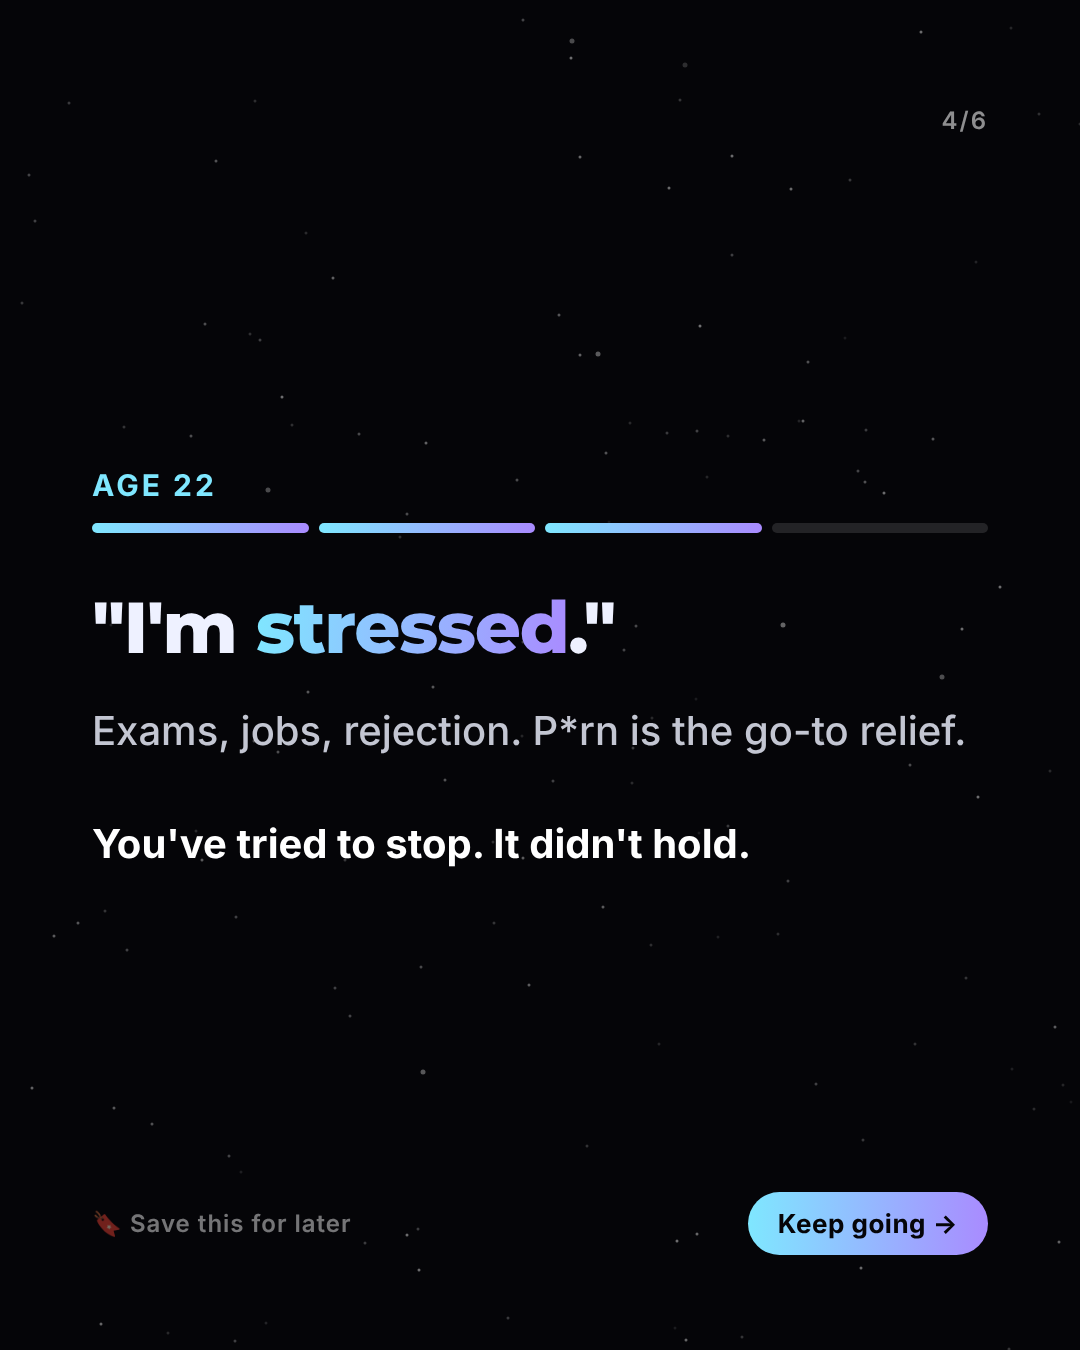 4/6
AGE 22
"I'm stressed."
Exams, jobs, rejection. P*rn is the go-to relief.
You've tried to stop. It didn't hold.
🔖 Save this for later
Keep going →